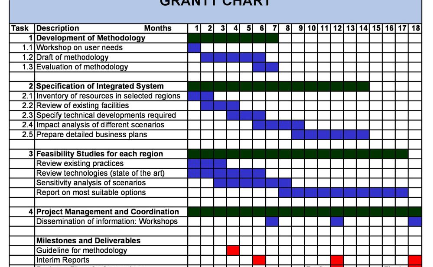 GRANTT CHART
Task Description Months 1 2 3 4 5 6 7 8 9 10 11 12 13 14 15 16 17 18
1 Development of Methodology
1.1 Workshop on user needs
1.2 Draft of methodology
1.3 Evaluation of methodology
2 Specification of Integrated System
2.1 Inventory of resources in selected regions
2.2 Review of existing facilities
2.3 Specify technical developments required
2.4 Impact analysis of different scenarios
2.5 Prepare detailed business plans
3 Feasibility Studies for each region
Review existing practices
Review technologies (state of the art)
Sensitivity analysis of scenarios
Report on most suitable options
4 Project Management and Coordination
Dissemination of information: Workshops
Milestones and Deliverables
Guideline for methodology
Interim Reports